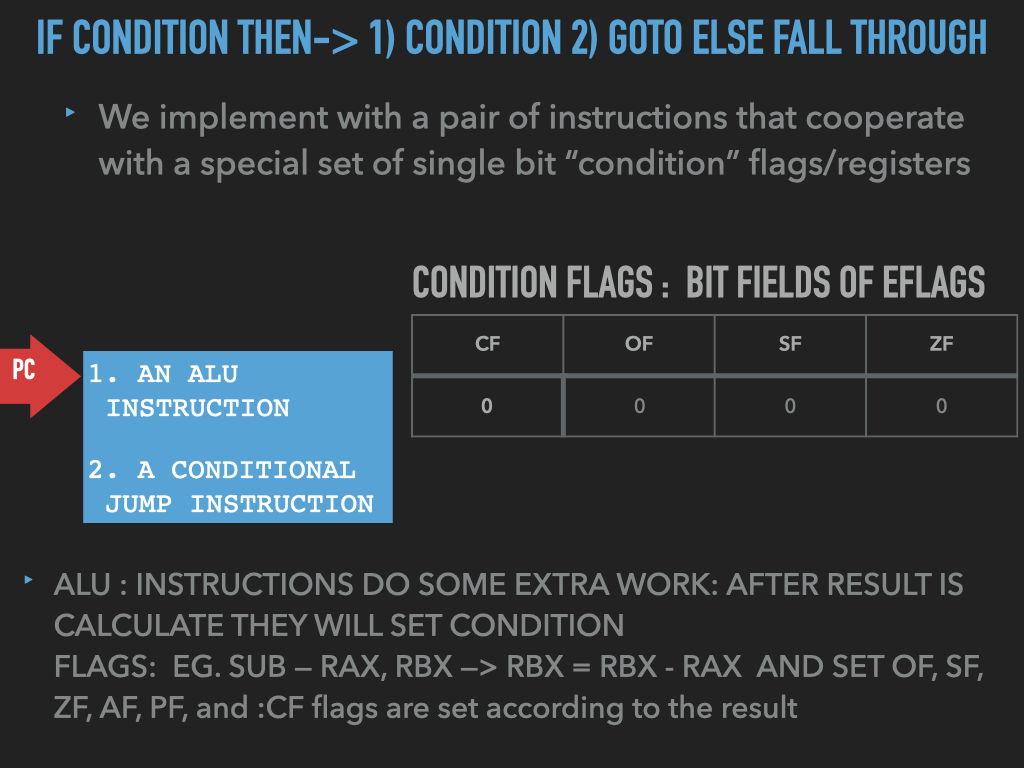 IF CONDITION THEN-> 1) CONDITION 2) GOTO ELSE FALL THROUGH
▸ We implement with a pair of instructions that cooperate
with a special set of single bit “condition” flags/registers
CONDITION FLAGS : BIT FIELDS OF EFLAGS
CF OF SF ZF
0 0 0 0
PC
1. AN ALU
INSTRUCTION
2. A CONDITIONAL
JUMP INSTRUCTION
▸ ALU : INSTRUCTIONS DO SOME EXTRA WORK: AFTER RESULT IS
CALCULATE THEY WILL SET CONDITION
FLAGS: EG. SUB — RAX, RBX —> RBX = RBX - RAX AND SET OF, SF,
ZF, AF, PF, and :CF flags are set according to the result